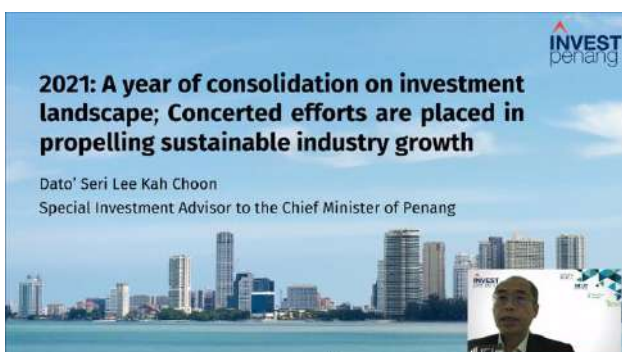 INVEST
penang
2021: A year of consolidation on investment
landscape; Concerted efforts are placed in
propelling sustainable industry growth
Dato' Seri Lee Kah Choon
Special Investment Advisor to the Chief Minister of Penang
INVEST